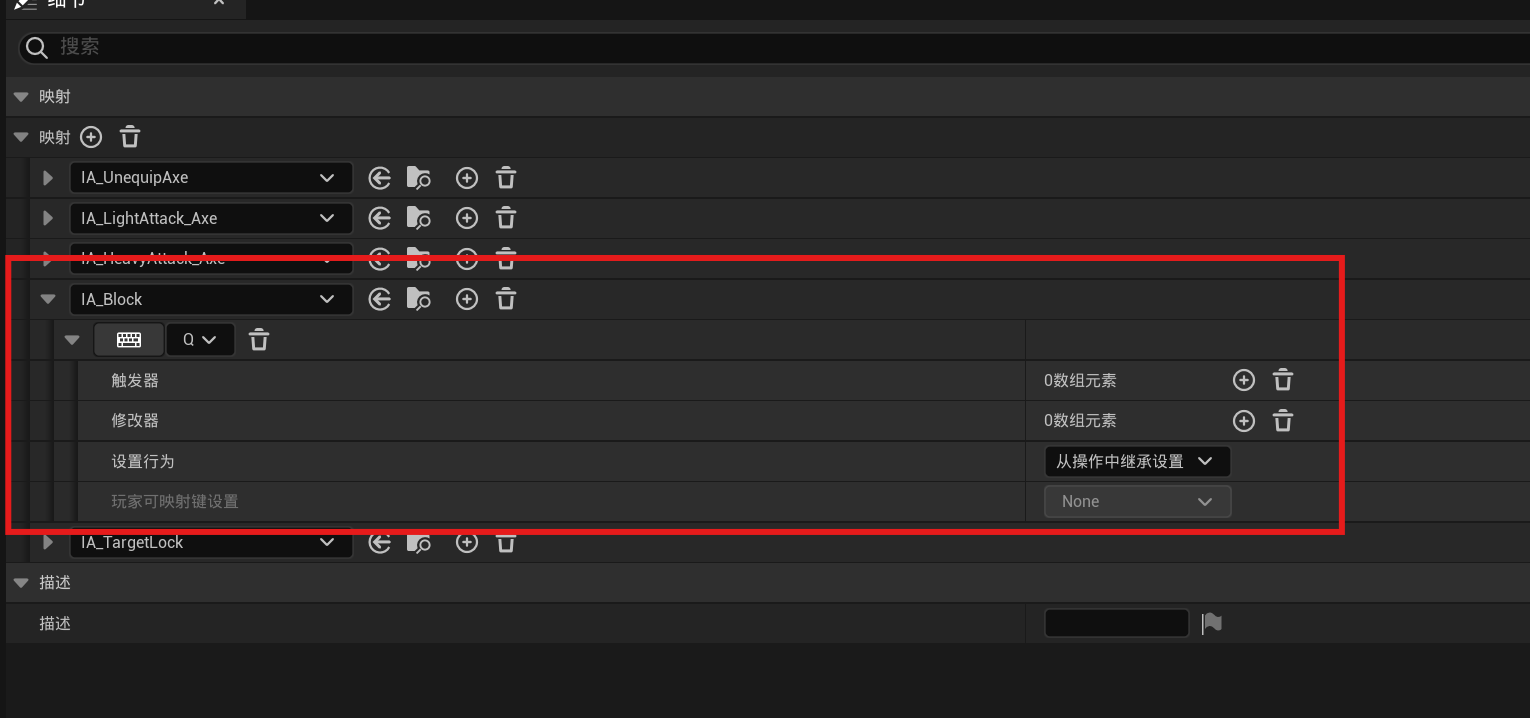 细节
搜索
映射
映射
IA_UnequipAxe
IA_LightAttack_Axe
IA_HeavyAttack_Axe
IA_Block
Q
触发器 0数组元素
修改器 0数组元素
设置行为 从操作中继承设置
玩家可映射键设置 None
IA_TargetLock
描述
描述